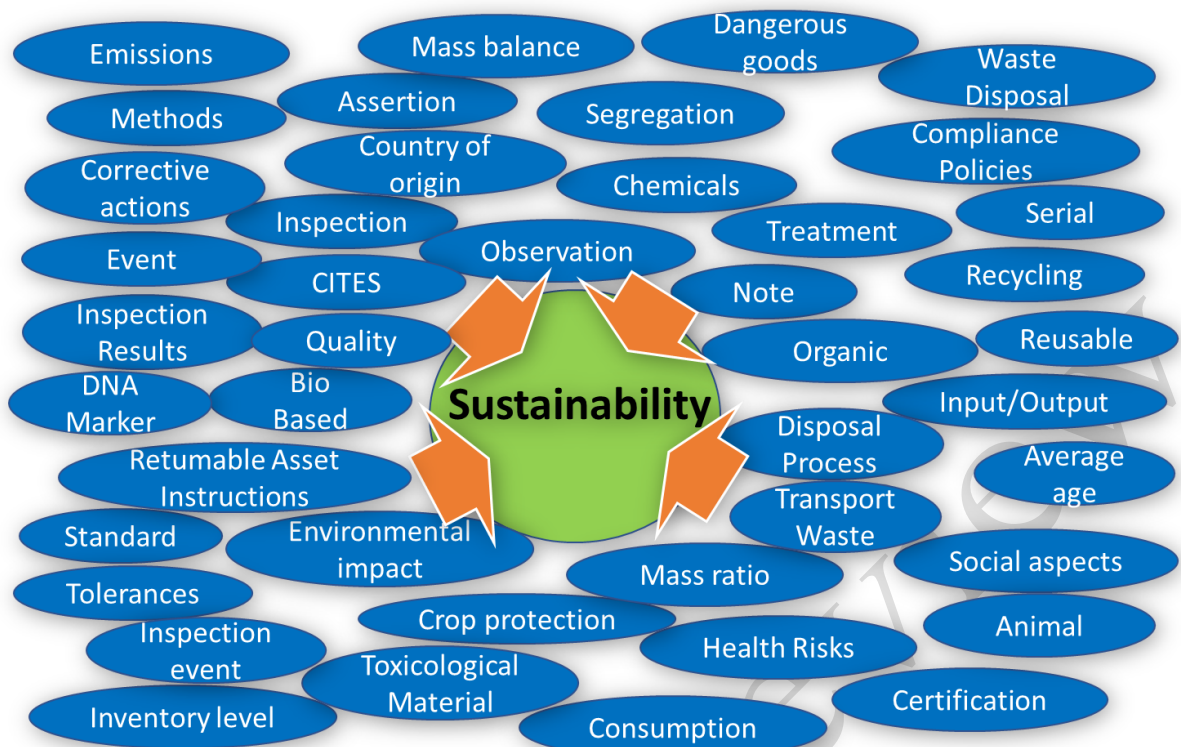 Emissions
Mass balance
Dangerous
goods
Waste
Disposal
Methods
Assertion
Segregation
Compliance
Policies
Corrective
actions
Country of
origin
Chemicals
Serial
Inspection
Treatment
Event
Observation
Recycling
CITES
Note
Inspection
Results
Quality
Organic
Reusable
DNA
Marker
Bio
Based
Sustainability
Input/Output
Disposal
Process
Average
age
Retumable Asset
Instructions
Transport
Waste
Standard
Environmental
impact
Social aspects
Mass ratio
Tolerances
Crop protection
Animal
Inspection
event
Health Risks
Toxicological
Material
Certification
Inventory level
Consumption